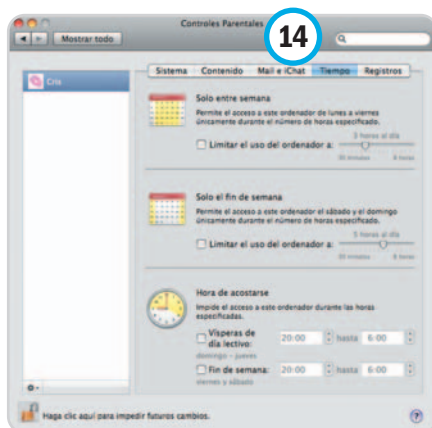 Controles Parentales
14
Mostrar todo
Sistema Contenido Mail e iChat Tiempo Registros
Cris
Solo entre semana
Permite el acceso a este ordenador de lunes a viernes
únicamente durante el número de horas especificado.
3 horas al día
Limitar el uso del ordenador a:
30 minutos 8 horas
Solo el fin de semana
Permite el acceso a este ordenador el sábado y el domingo
únicamente durante el número de horas especificado.
5 horas al día
Limitar el uso del ordenador a:
30 minutos 8 horas
Hora de acostarse
Impide el acceso a este ordenador durante las horas
especificadas.
Vísperas de
día lectivo: 20:00 hasta 6:00
domingo - jueves
Fin de semana: 20:00 hasta 6:00
viernes y sábado
Haga clic aquí para impedir futuros cambios.
?